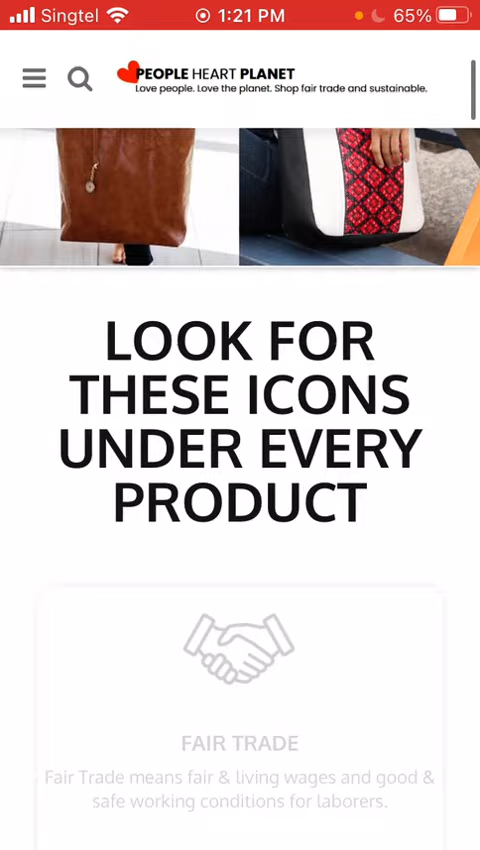 Singtel 1:21 PM 65%
PEOPLE HEART PLANET
Love people. Love the planet. Shop fair trade and sustainable.
LOOK FOR
THESE ICONS
UNDER EVERY
PRODUCT
FAIR TRADE
Fair Trade means fair & living wages and good &
safe working conditions for laborers.